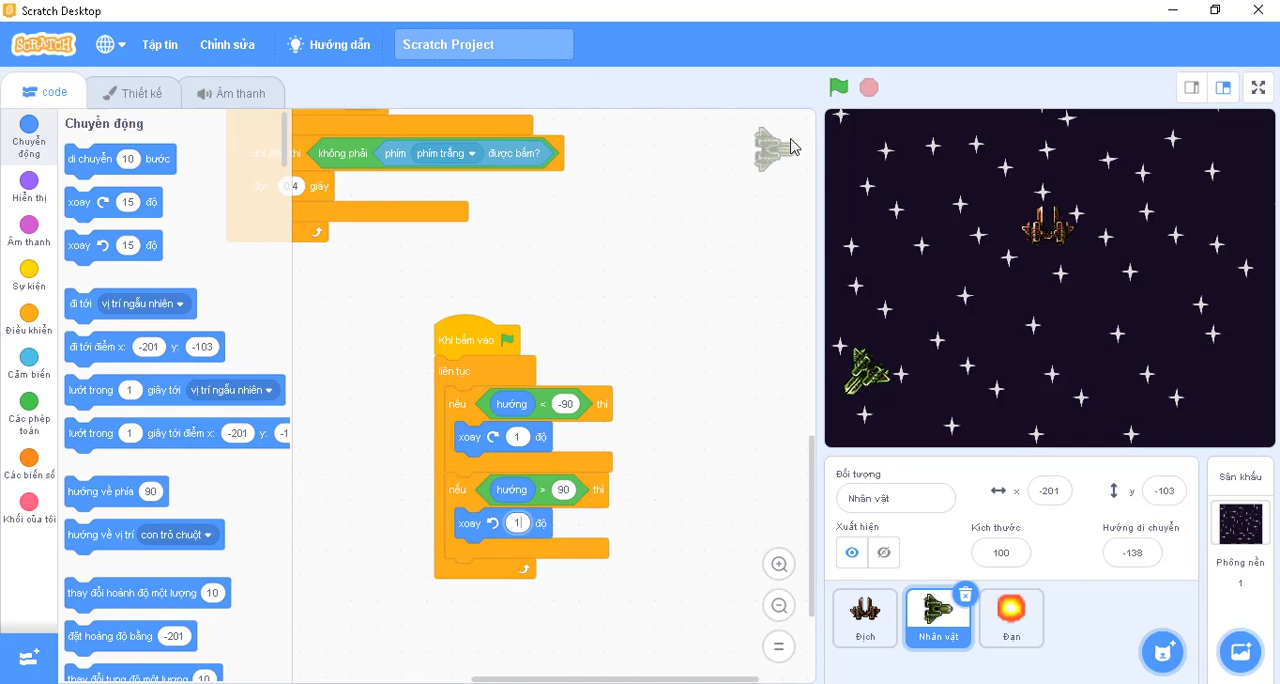 Scratch Desktop
SCRATCH Tập tin Chỉnh sửa Hướng dẫn Scratch Project
code Thiết kế Âm thanh
Chuyển động
Hiển thị
Âm thanh
Sự kiện
Điều khiển
Cảm biến
Các phép toán
Các biến số
Khối của tôi
Chuyển động
di chuyển 10 bước
xoay 15 độ
xoay 15 độ
đi tới vị trí ngẫu nhiên
đi tới điểm x: -201 y: -103
lướt trong 1 giây tới vị trí ngẫu nhiên
lướt trong 1 giây tới điểm x: -201 y: -1
hướng về phía 90
hướng về vị trí con trỏ chuột
thay đổi hoành độ một lượng 10
đặt hoảng độ bằng -201
thay đổi tung độ một lượng 10
không phải phím phím trắng được bấm?
0.4 giây
Khi bấm vào
liên tục
nếu hướng < -90 thì
xoay 1 độ
nếu hướng > 90 thì
xoay 1 độ
Đối tượng
Nhân vật
x -201
y -103
Xuất hiện
Kích thước
100
Hướng di chuyển
-138
Địch
Nhân vật
Đạn
Sân khấu
Phông nền
1